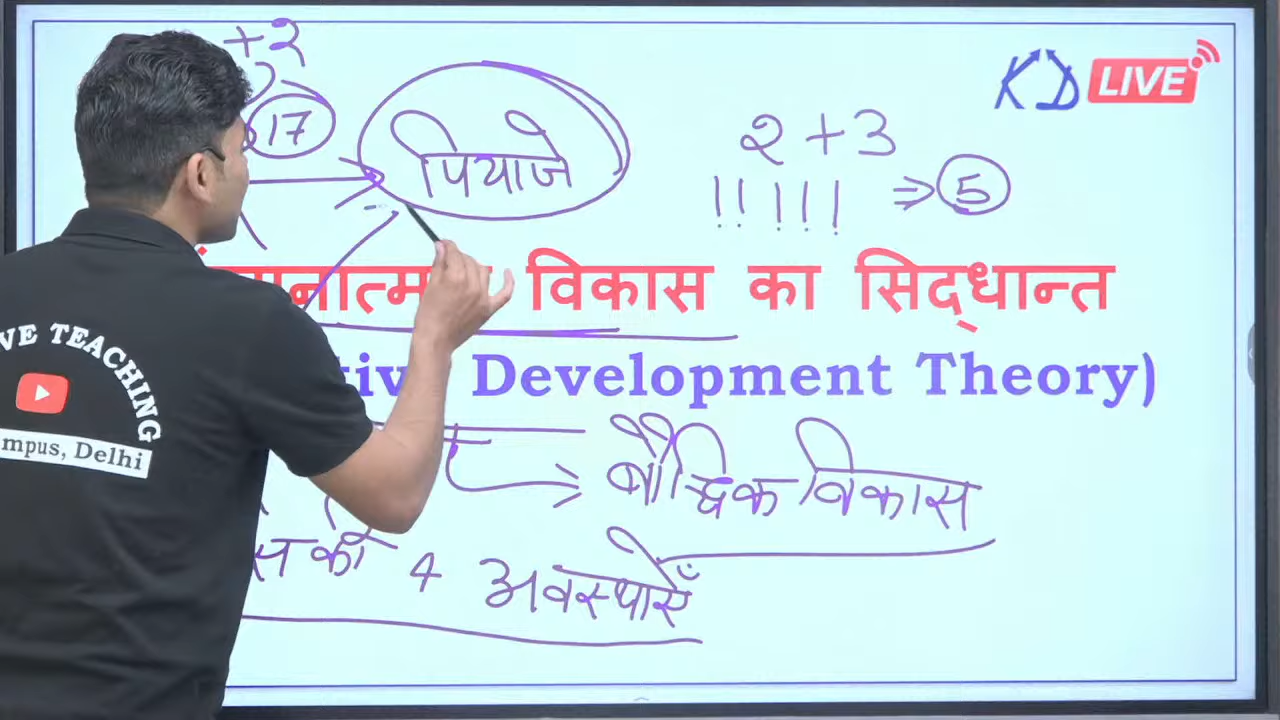 +2
17
पियाजे
2 + 3
!!!!! ⇒ 5
KD LIVE
विकास का सिद्धान्त
Development Theory)
बौद्धिक विकास
4 अवस्थाएँ
VE TEACHING
mpus, Delhi